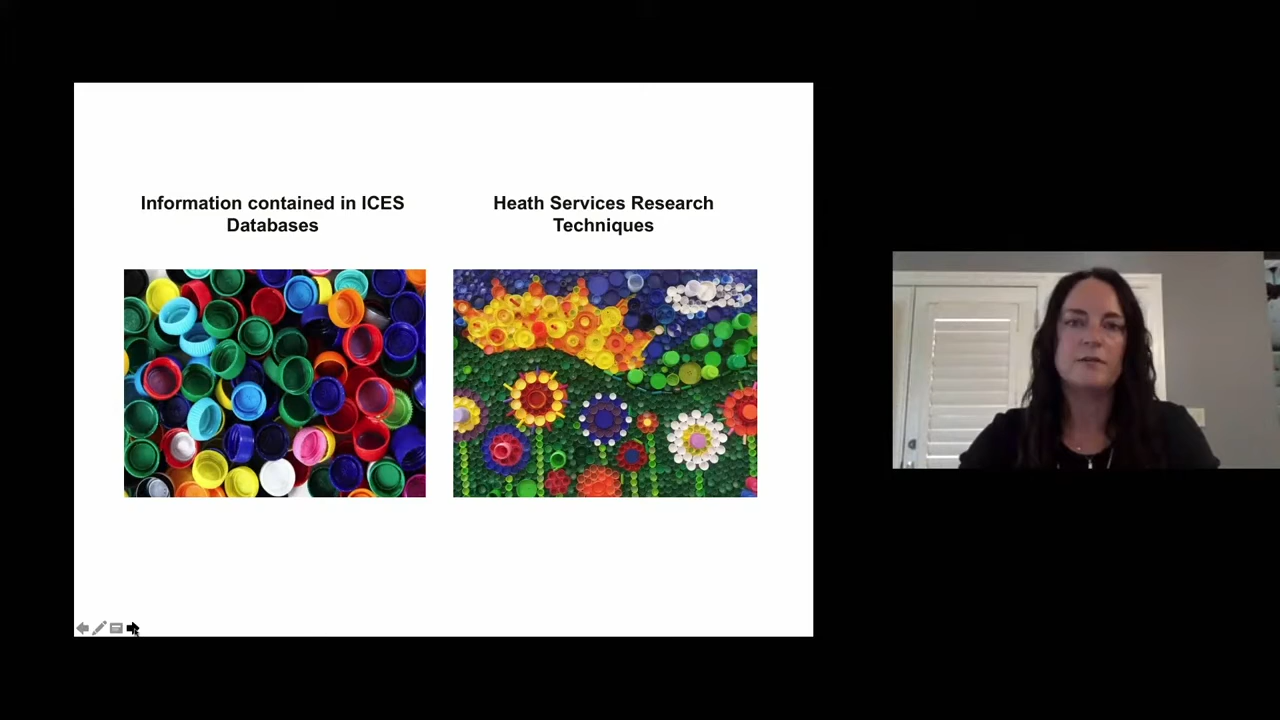 Information contained in ICES
Databases
Heath Services Research
Techniques